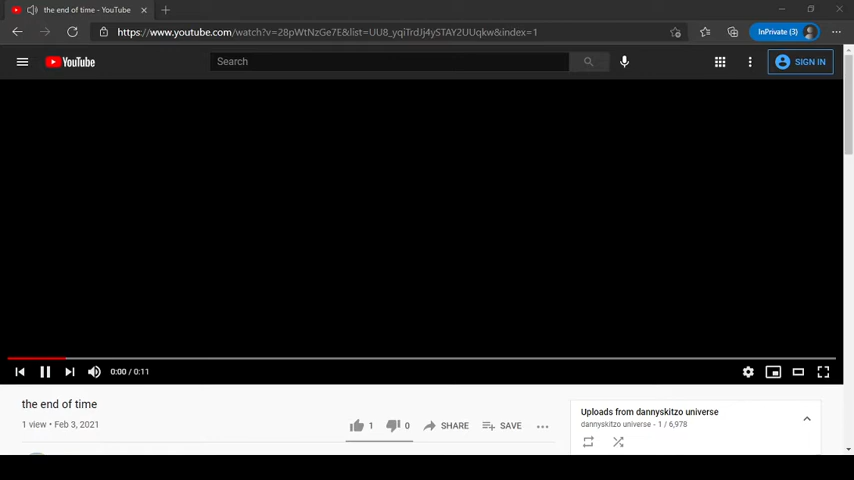 the end of time - YouTube
https://www.youtube.com/watch?v=28pWtNzGe7E&list=UU8_yqiTrdJj4ySTAY2UUqkw&index=1
InPrivate (3)
YouTube
Search
SIGN IN
0:00 / 0:11
the end of time
1 view • Feb 3, 2021
1
0
SHARE
SAVE
Uploads from dannyskitzo universe
dannyskitzo universe - 1 / 6,978